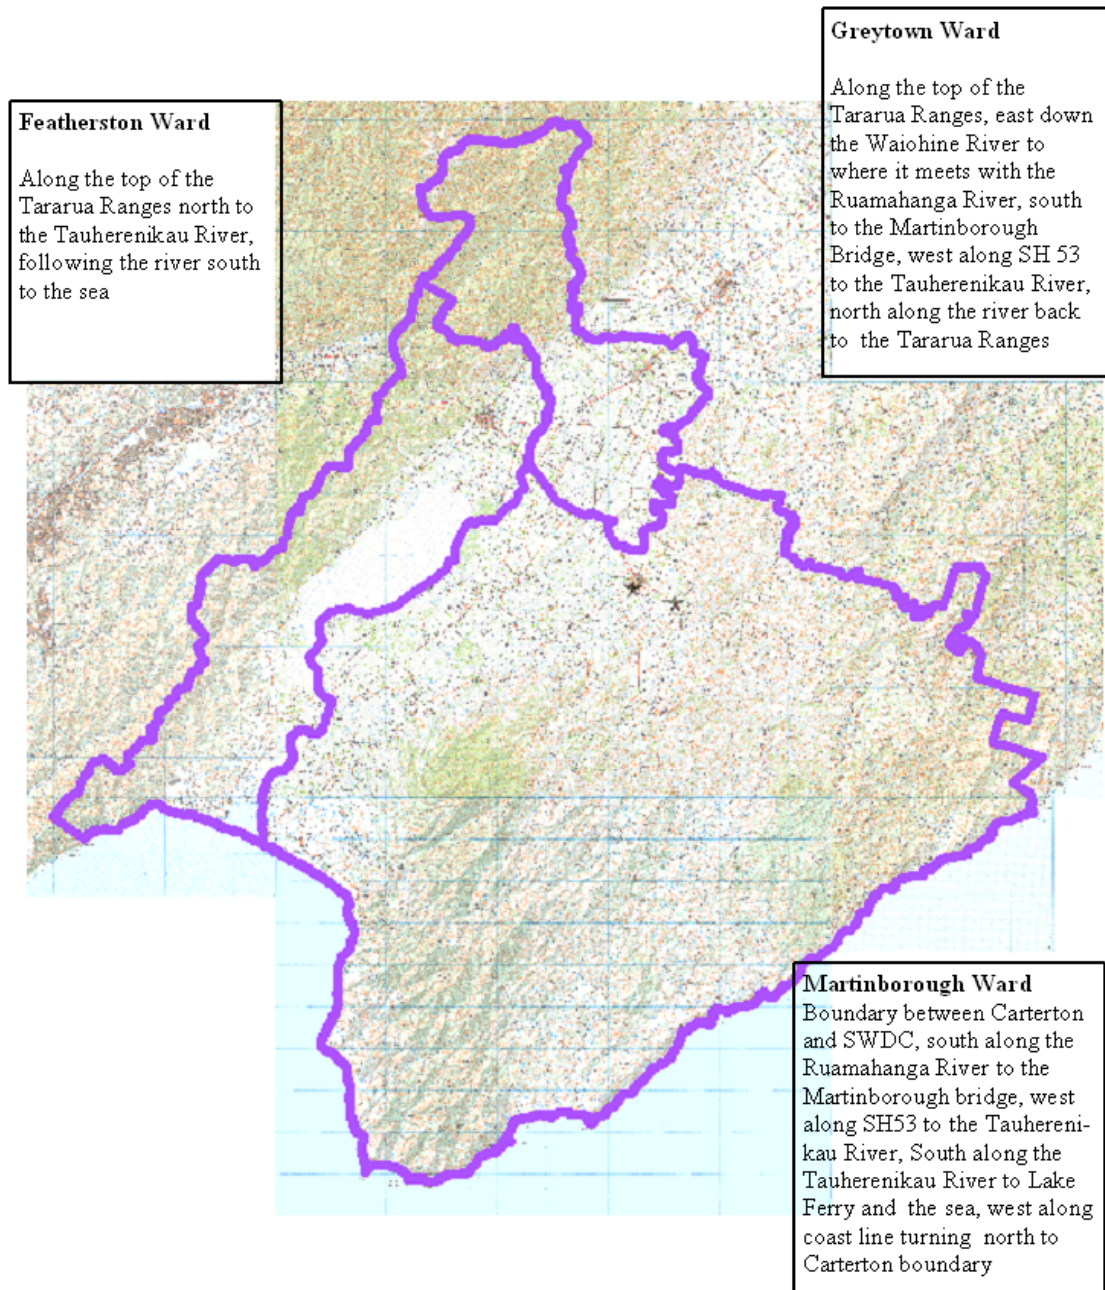 Featherston Ward
Along the top of the
Tararua Ranges north to
the Tauherenikau River,
following the river south
to the sea
Greytown Ward
Along the top of the
Tararua Ranges, east down
the Waiohine River to
where it meets with the
Ruamahanga River, south
to the Martinborough
Bridge, west along SH 53
to the Tauherenikau River,
north along the river back
to the Tararua Ranges
Martinborough Ward
Boundary between Carterton
and SWDC, south along the
Ruamahanga River to the
Martinborough bridge, west
along SH53 to the Tauhereni-
kau River, South along the
Tauherenikau River to Lake
Ferry and the sea, west along
coast line turning north to
Carterton boundary